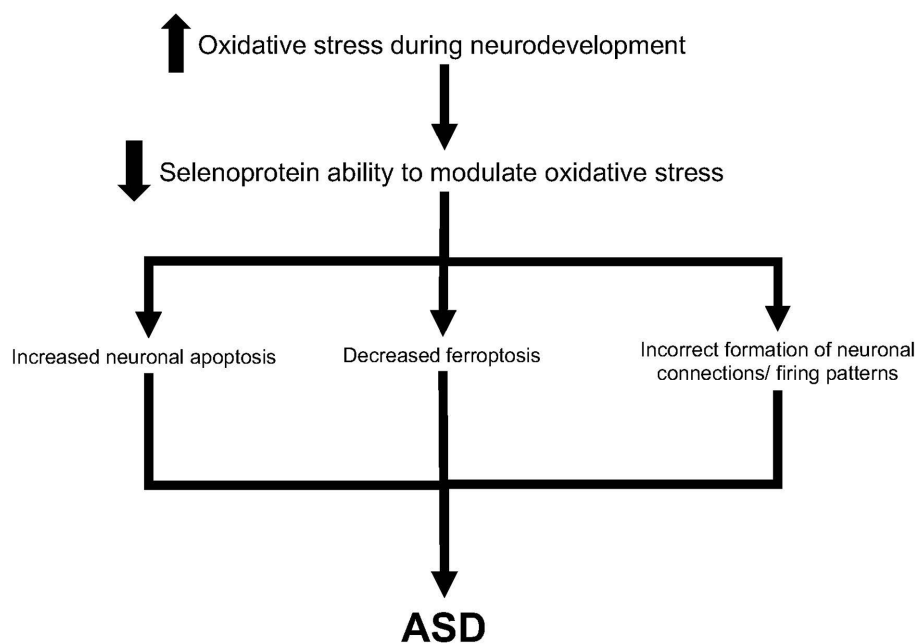 Oxidative stress during neurodevelopment
Selenoprotein ability to modulate oxidative stress
Increased neuronal apoptosis
Decreased ferroptosis
Incorrect formation of neuronal
connections/ firing patterns
ASD